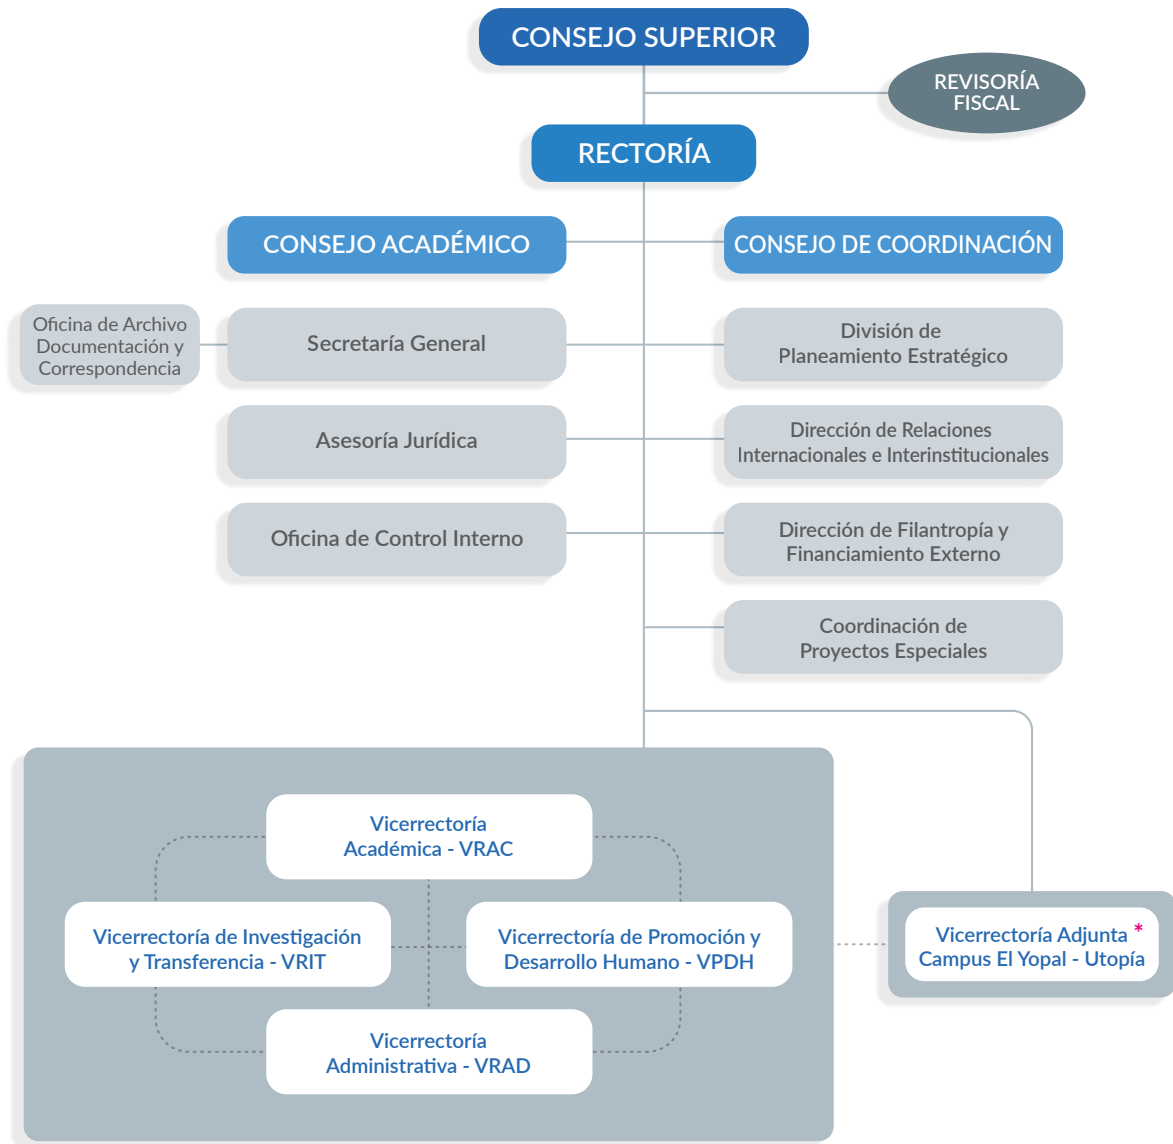 CONSEJO SUPERIOR
REVISORÍA
FISCAL
RECTORÍA
CONSEJO ACADÉMICO
CONSEJO DE COORDINACIÓN
Oficina de Archivo
Documentación y
Correspondencia
Secretaría General
División de
Planeamiento Estratégico
Asesoría Jurídica
Dirección de Relaciones
Internacionales e Interinstitucionales
Oficina de Control Interno
Dirección de Filantropía y
Financiamiento Externo
Coordinación de
Proyectos Especiales
Vicerrectoría
Académica - VRAC
Vicerrectoría de Investigación
y Transferencia - VRIT
Vicerrectoría de Promoción y
Desarrollo Humano - VPDH
Vicerrectoría Adjunta *
Campus El Yopal - Utopía
Vicerrectoría
Administrativa - VRAD